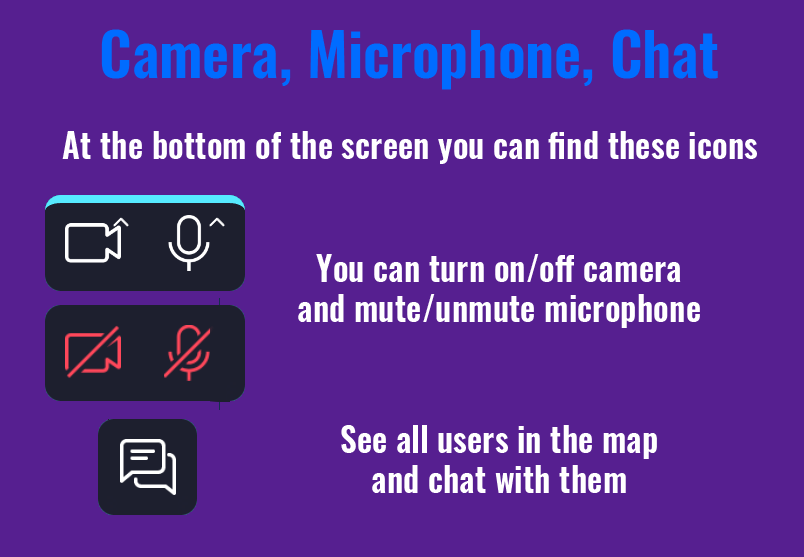 Camera, Microphone, Chat
At the bottom of the screen you can find these icons
You can turn on/off camera
and mute/unmute microphone
See all users in the map
and chat with them